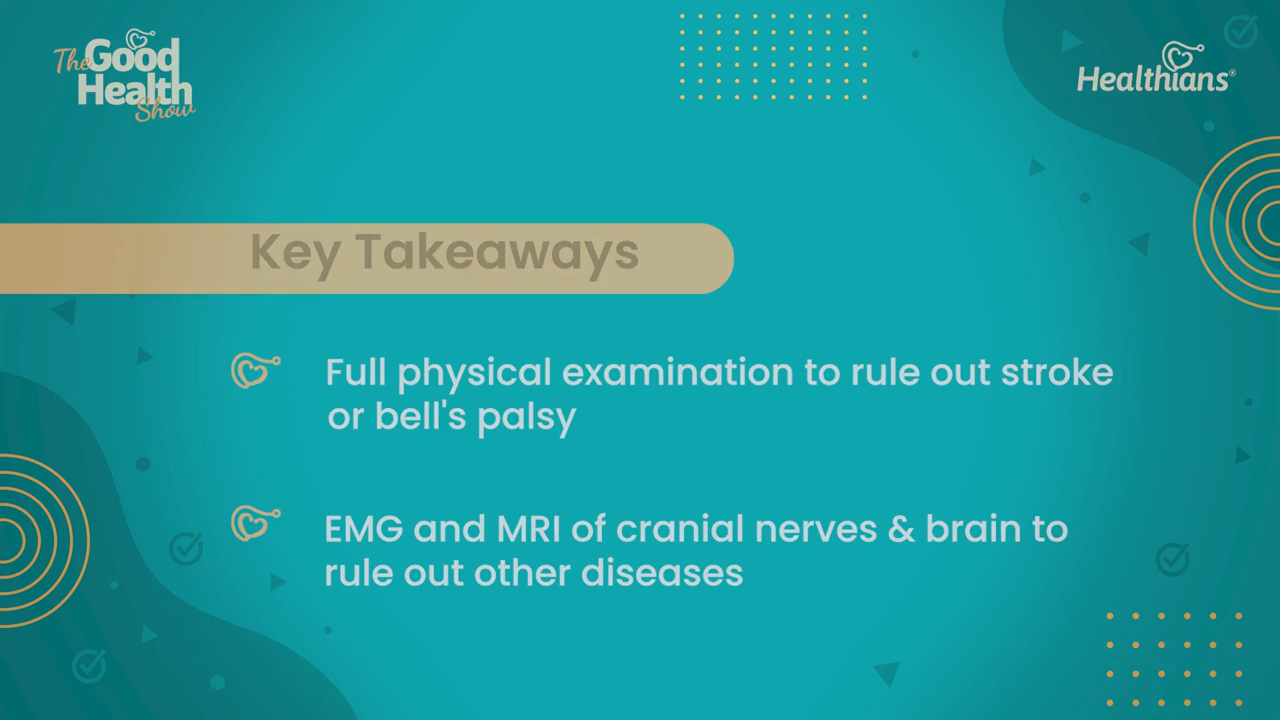 The Good
Health
Show
Healthians®
Key Takeaways
Full physical examination to rule out stroke
or bell's palsy
EMG and MRI of cranial nerves & brain to
rule out other diseases